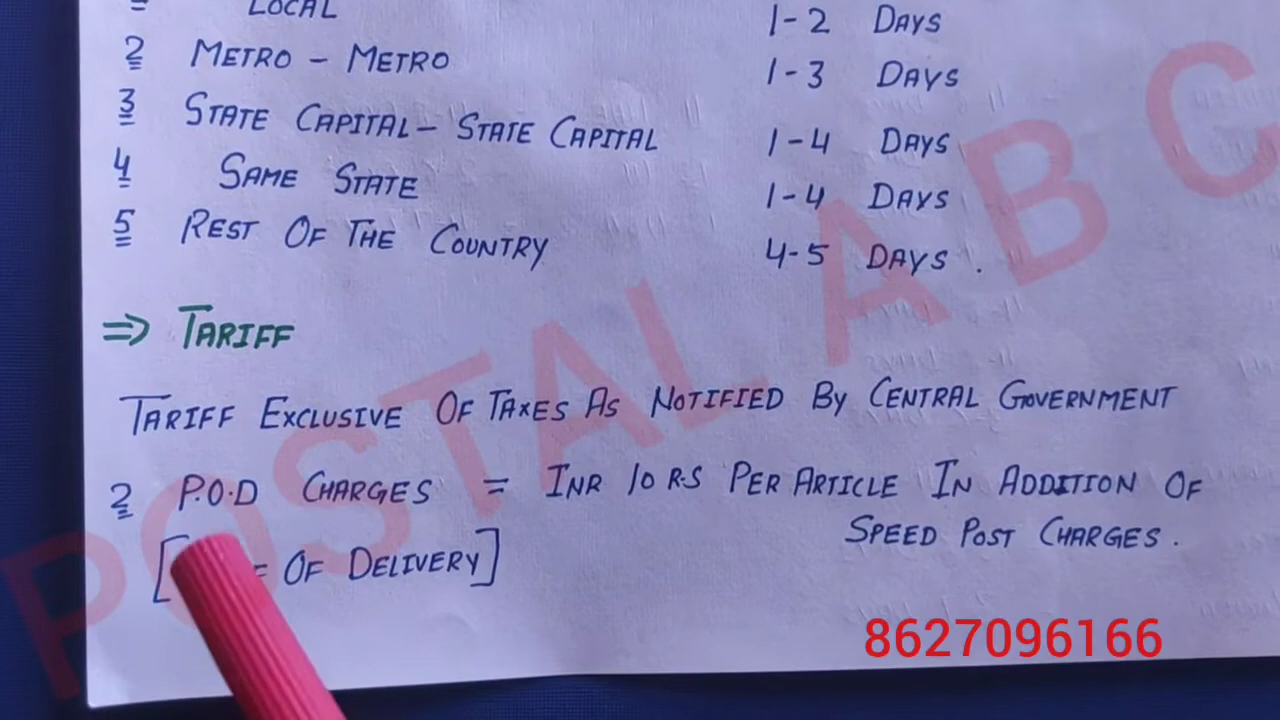 LOCAL 1-2 DAYS
2 METRO - METRO 1-3 DAYS
3 STATE CAPITAL- STATE CAPITAL 1-4 DAYS
4 SAME STATE 1-4 DAYS
5 REST OF THE COUNTRY 4-5 DAYS .
⇒ TARIFF
TARIFF EXCLUSIVE OF TAXES AS NOTIFIED BY CENTRAL GOVERNMENT
2 P.O.D CHARGES = INR 10 R.S PER ARTICLE IN ADDITION OF
SPEED POST CHARGES .
[ OF DELIVERY]
POSTAL ABC
8627096166